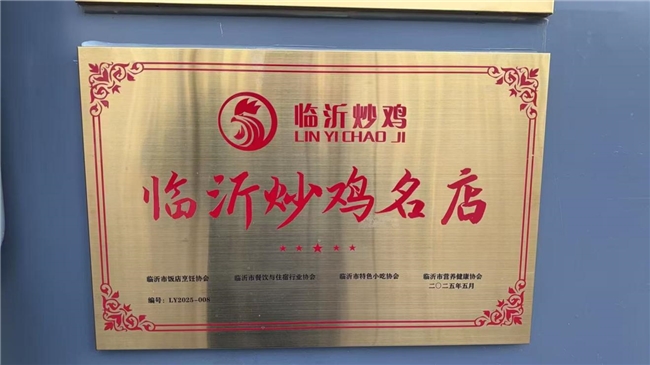 临沂炒鸡
LIN YI CHAO JI
临沂炒鸡名店
临沂市饭店烹饪协会 临沂市餐饮与住宿行业协会 临沂市特色小吃协会 临沂市营养健康协会
编号：LY2025-008 二〇二五年五月